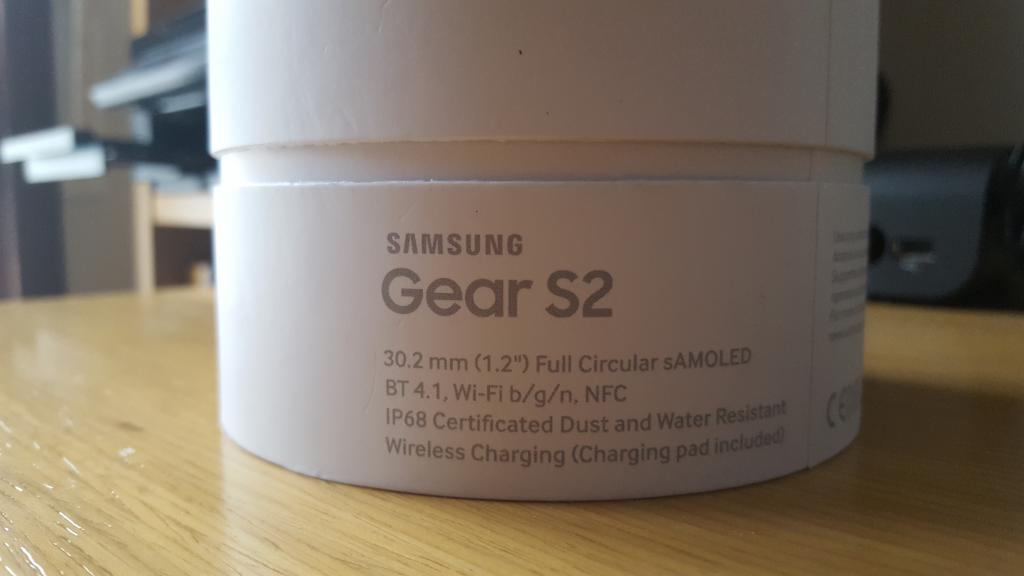 SAMSUNG
Gear S2
30.2 mm (1.2") Full Circular sAMOLED
BT 4.1, Wi-Fi b/g/n, NFC
IP68 Certificated Dust and Water Resistant
Wireless Charging (Charging pad included)
CE